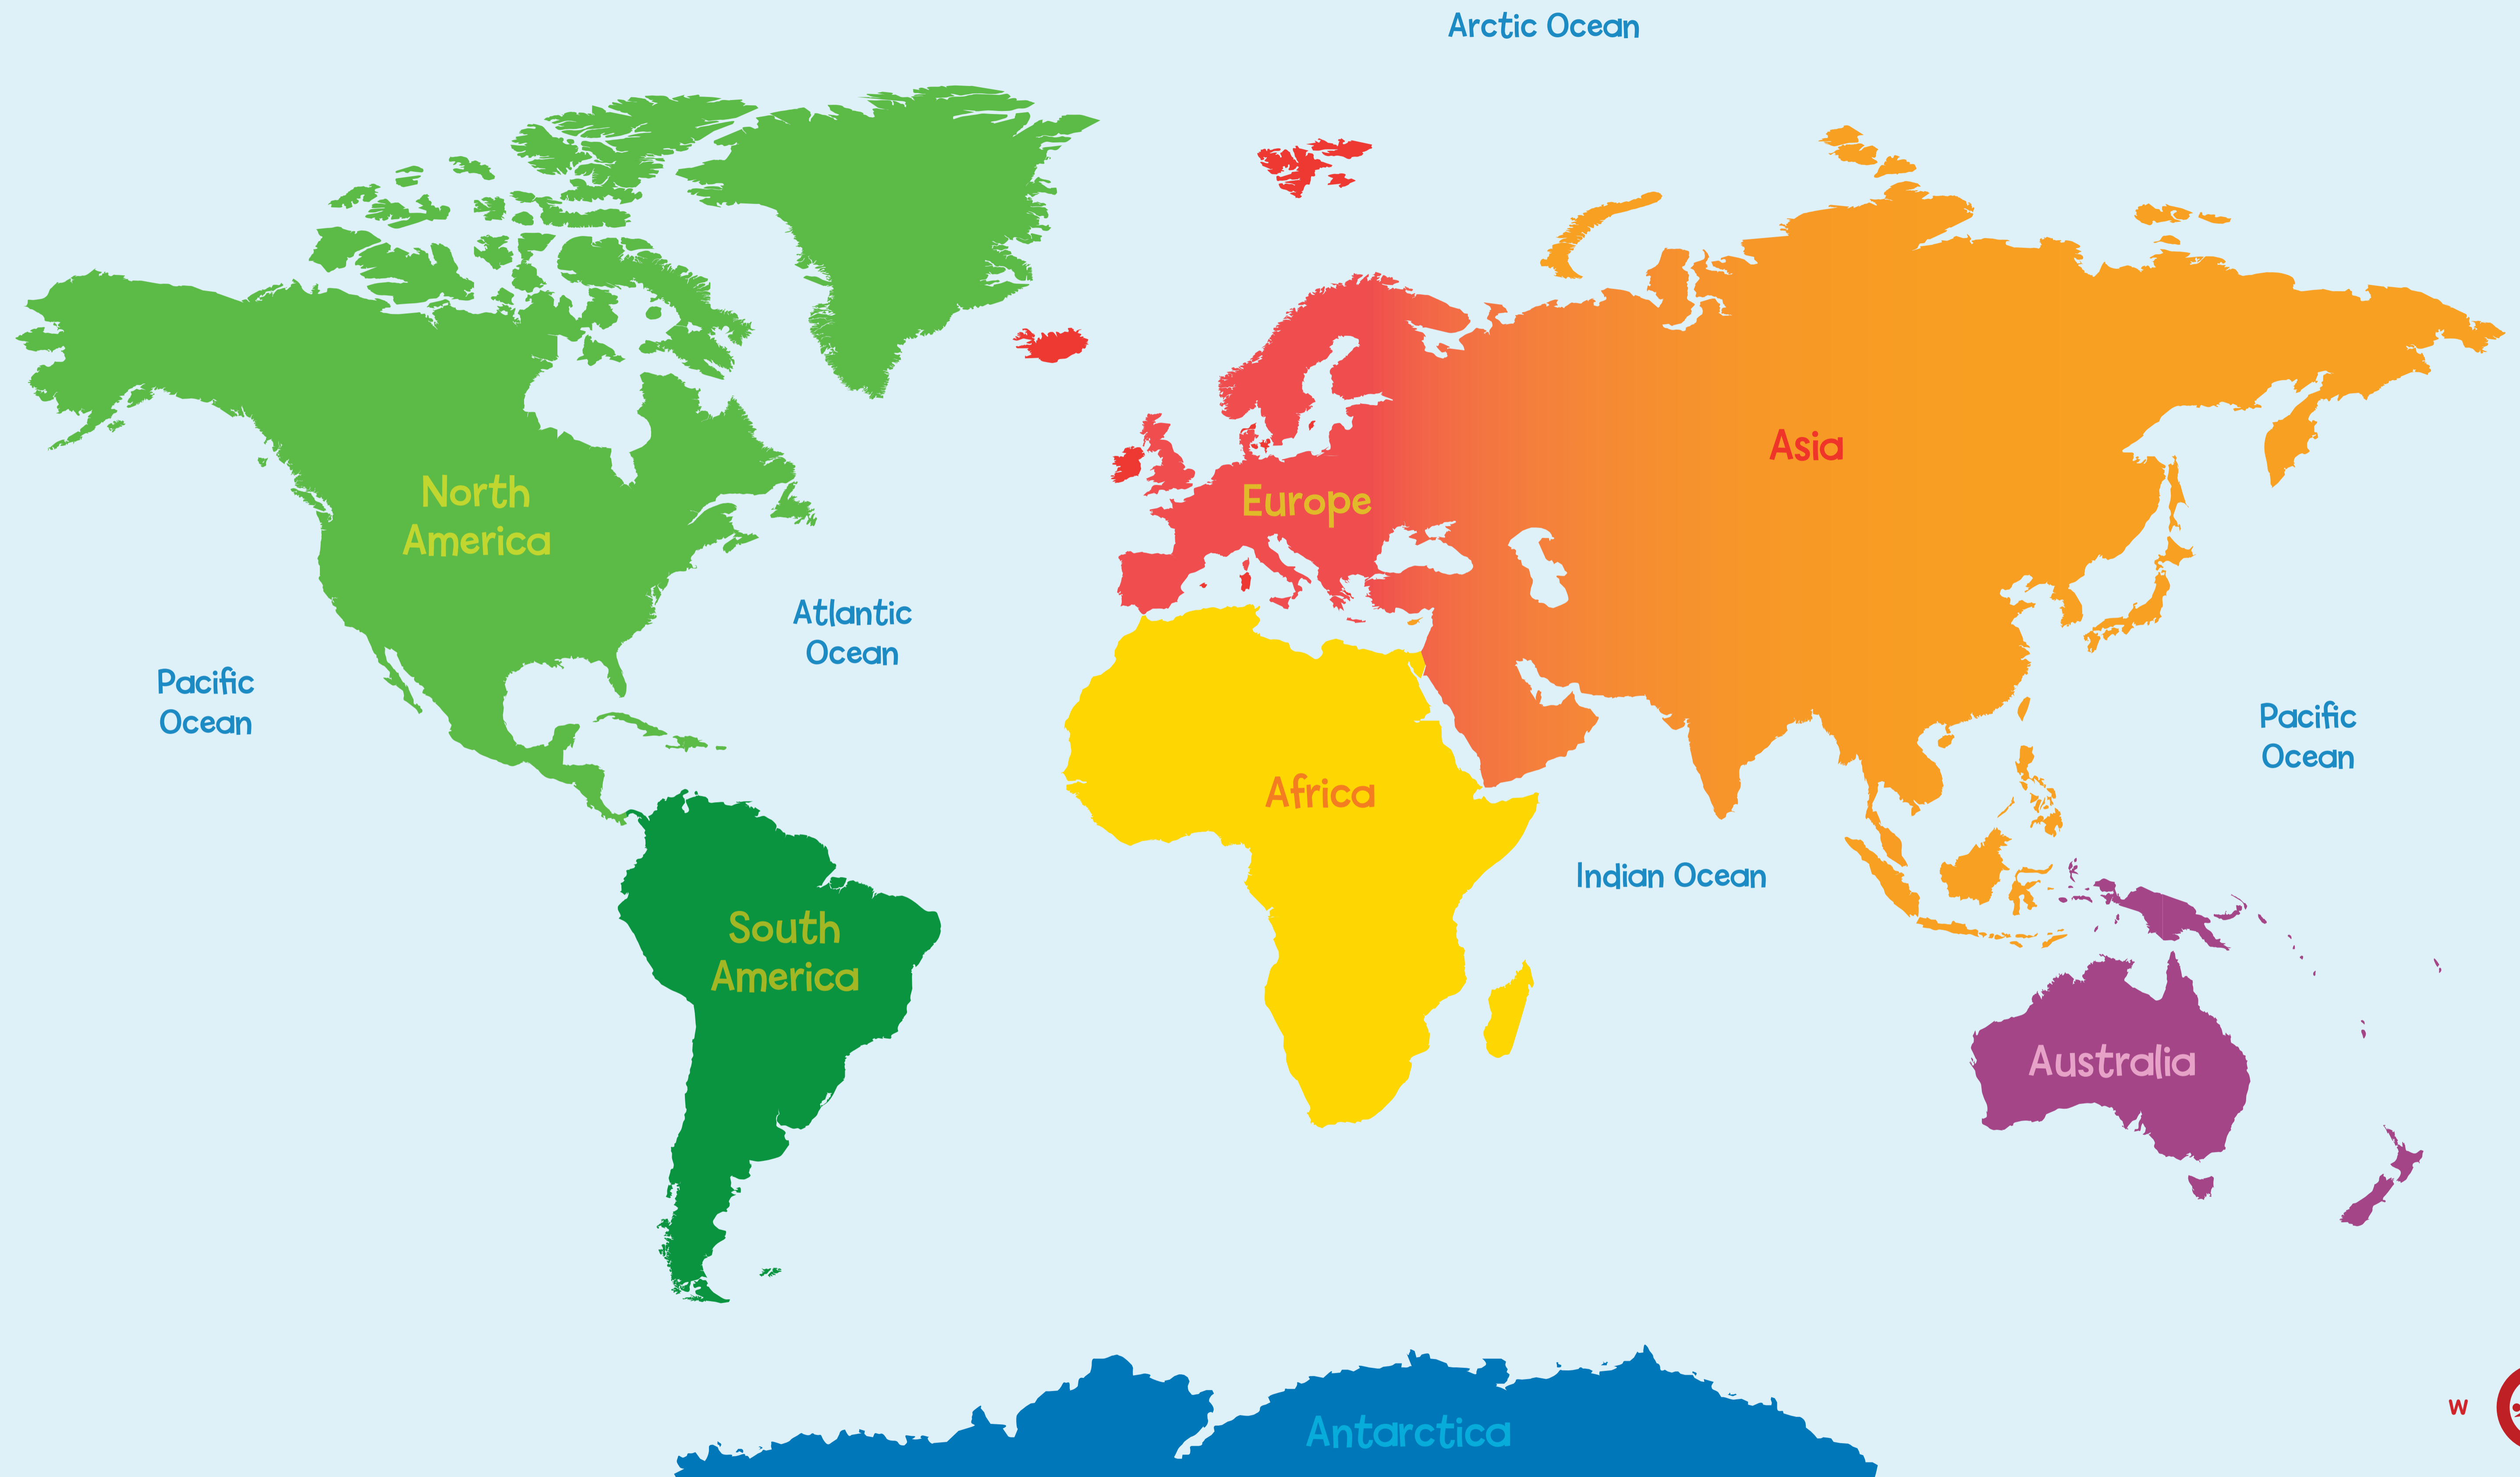 Arctic Ocean
North
America
Europe
Asia
Atlantic
Ocean
Pacific
Ocean
Pacific
Ocean
Africa
Indian Ocean
South
America
Australia
Antarctica
W